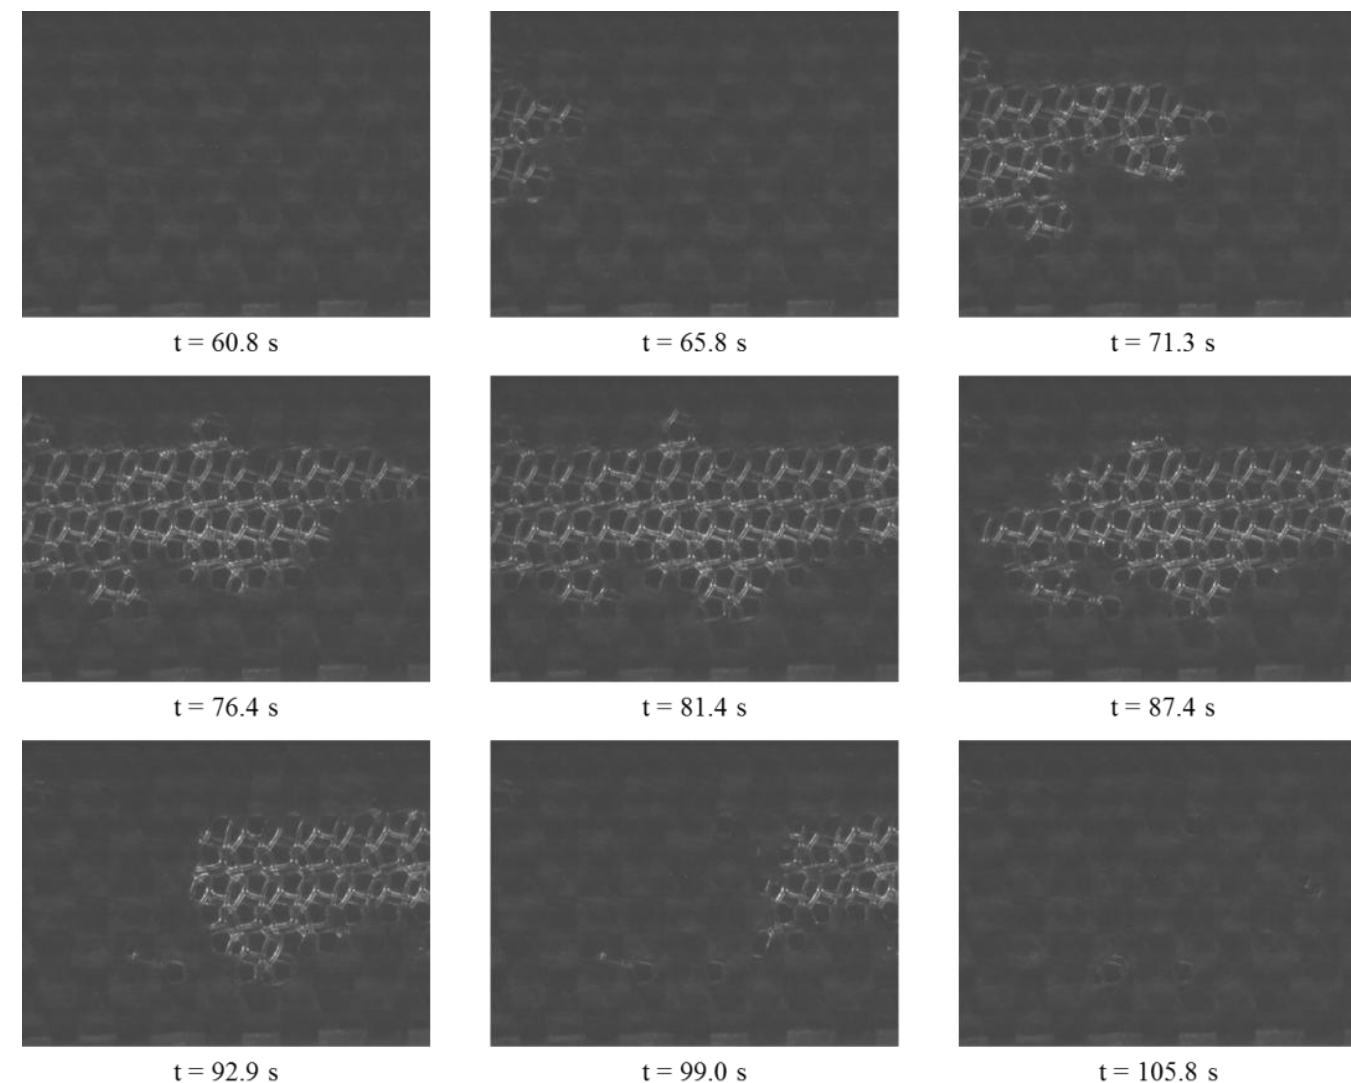 t = 60.8 s
t = 65.8 s
t = 71.3 s
t = 76.4 s
t = 81.4 s
t = 87.4 s
t = 92.9 s
t = 99.0 s
t = 105.8 s